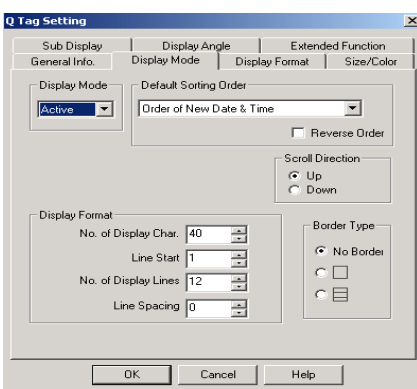 Q Tag Setting
Sub Display Display Angle Extended Function
General Info. Display Mode Display Format Size/Color
Display Mode
Active
Default Sorting Order
Order of New Date & Time
Reverse Order
Scroll Direction
Up
Down
Display Format
No. of Display Char. 40
Line Start 1
No. of Display Lines 12
Line Spacing 0
Border Type
No Border
OK Cancel Help